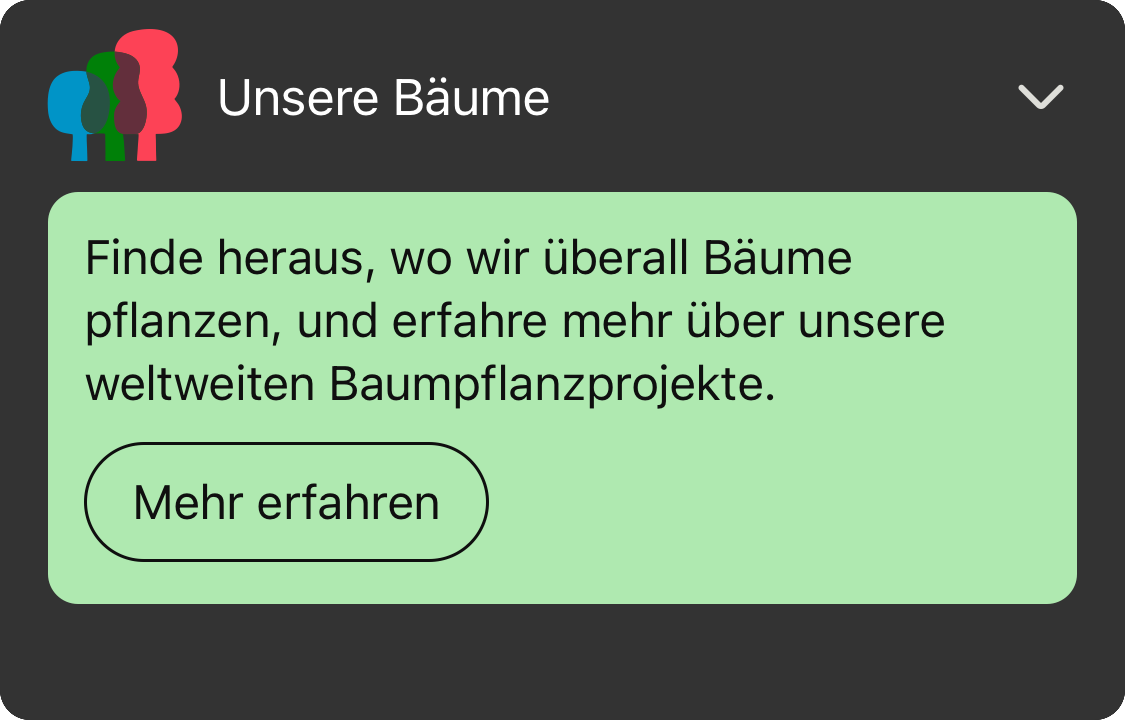 Unsere Bäume
Finde heraus, wo wir überall Bäume
pflanzen, und erfahre mehr über unsere
weltweiten Baumpflanzprojekte.
Mehr erfahren